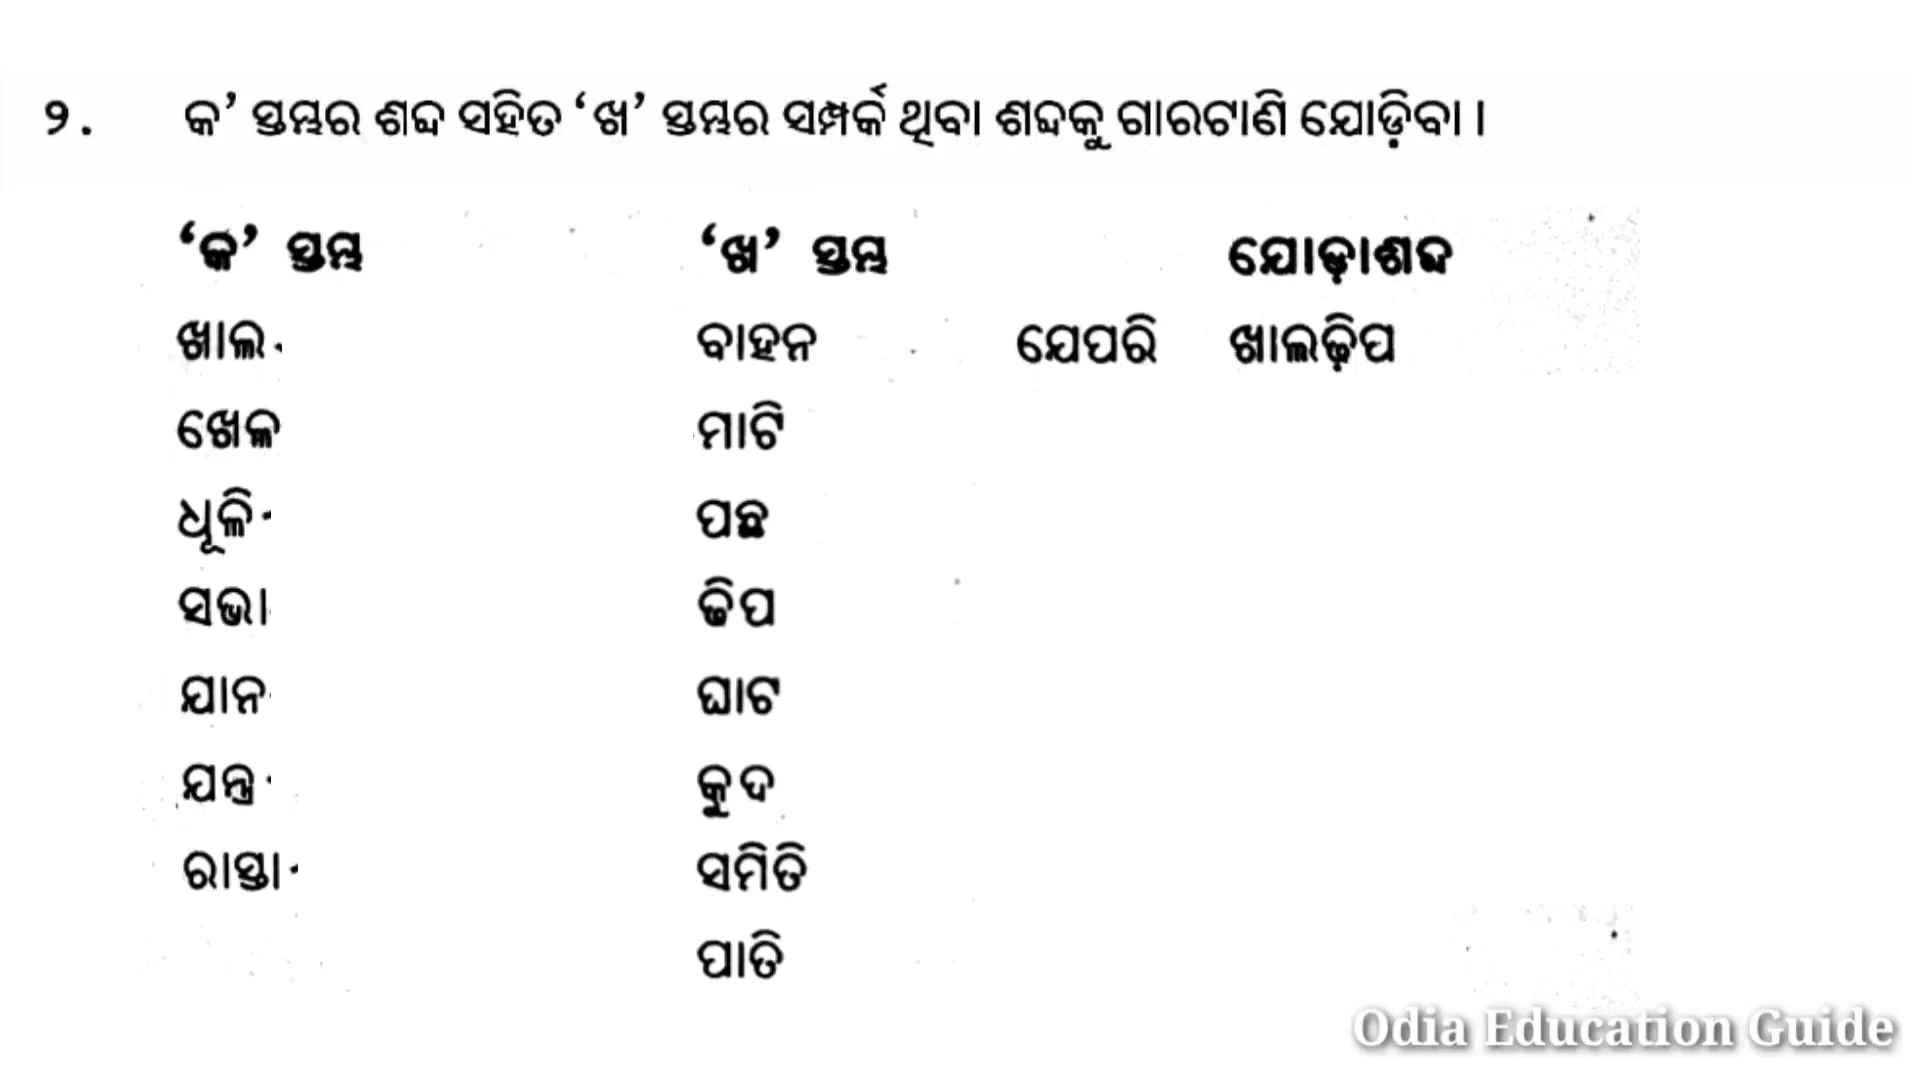 ୨. କ’ ସ୍ତମ୍ଭର ଶବ୍ଦ ସହିତ ‘ଖ’ ସ୍ତମ୍ଭର ସମ୍ପର୍କ ଥିବା ଶବ୍ଦକୁ ଗାରଟାଣି ଯୋଡ଼ିବା ।
‘କ’ ସ୍ତମ୍ଭ ‘ଖ’ ସ୍ତମ୍ଭ ଯୋଡ଼ାଶବ୍ଦ
ଖାଲ ବାହନ ଯେପରି ଖାଲଢ଼ିପ
ଖେଳ ମାଟି
ଧୂଳି ପଛ
ସଭା ଢିପ
ଯାନ ଘାଟ
ଯନ୍ତ୍ର କୁଦ
ରାସ୍ତା ସମିତି
ପାତି
Odia Education Guide